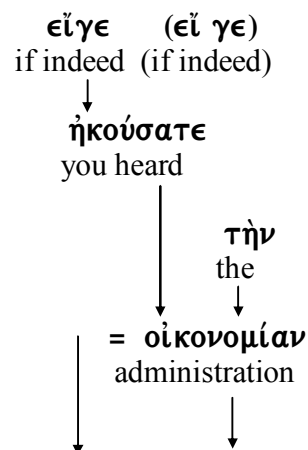 εἴγε (εἴ γε)
if indeed (if indeed)
ἠκούσατε
you heard
τὴν
the
= οἰκονομίαν
administration